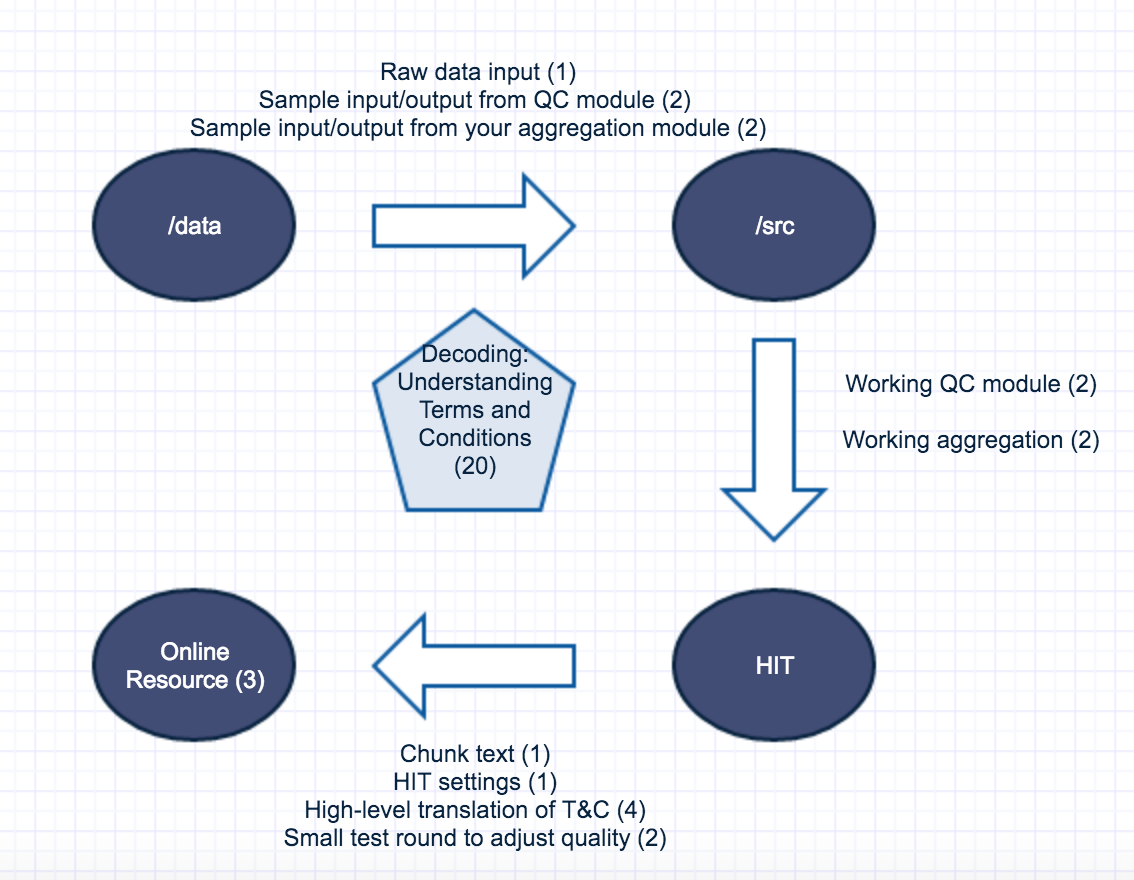 Raw data input (1)
Sample input/output from QC module (2)
Sample input/output from your aggregation module (2)
/data
/src
Decoding:
Understanding
Terms and
Conditions
(20)
Working QC module (2)
Working aggregation (2)
Online
Resource (3)
HIT
Chunk text (1)
HIT settings (1)
High-level translation of T&C (4)
Small test round to adjust quality (2)